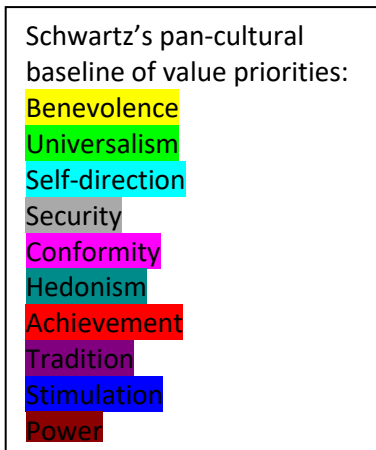 Schwartz’s pan-cultural
baseline of value priorities:
Benevolence
Universalism
Self-direction
Security
Conformity
Hedonism
Achievement
Tradition
Stimulation
Power